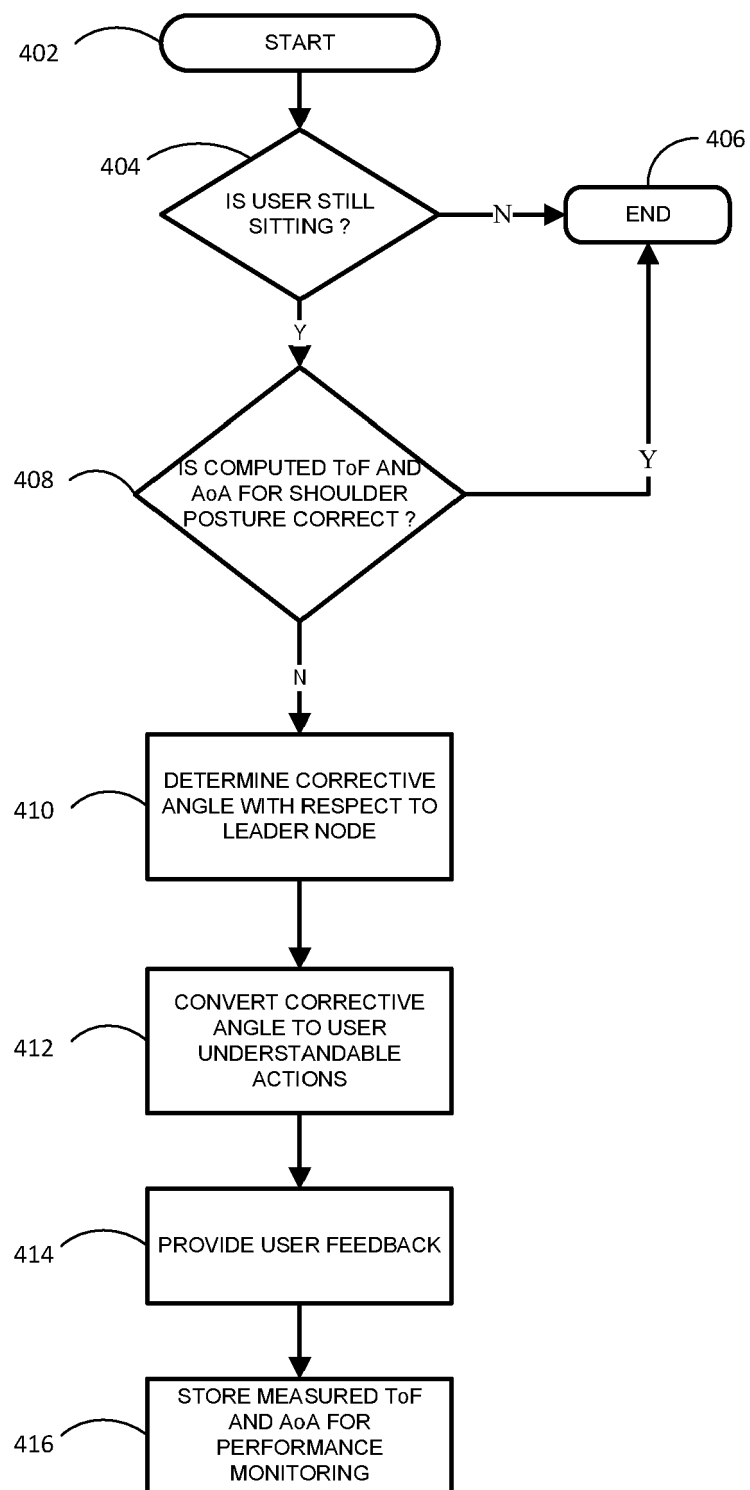 402
START
404
406
IS USER STILL
SITTING ?
N
END
Y
408
IS COMPUTED ToF AND
AoA FOR SHOULDER
POSTURE CORRECT ?
Y
N
410
DETERMINE CORRECTIVE
ANGLE WITH RESPECT TO
LEADER NODE
412
CONVERT CORRECTIVE
ANGLE TO USER
UNDERSTANDABLE
ACTIONS
414
PROVIDE USER FEEDBACK
416
STORE MEASURED ToF
AND AoA FOR
PERFORMANCE
MONITORING